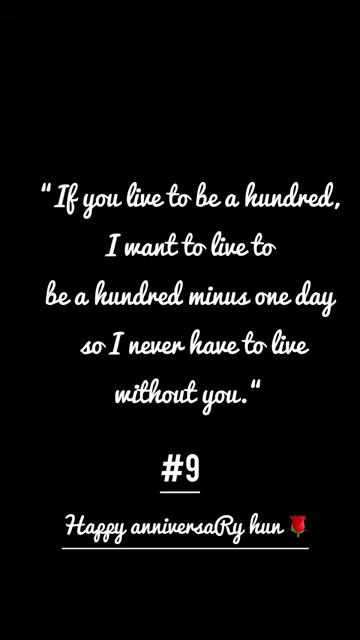 "If you live to be a hundred,
I want to live to
be a hundred minus one day
so I never have to live
without you."
#9
Happy anniversaRy hun 🌹